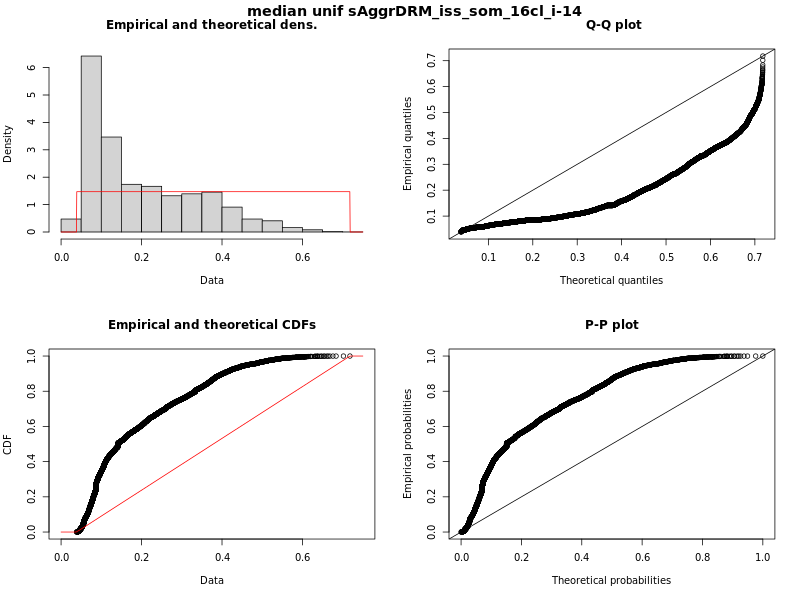 median unif sAggrDRM_iss_som_16cl_i-14
Empirical and theoretical dens.
Density
0 1 2 3 4 5 6
0.0 0.2 0.4 0.6
Data
Q-Q plot
Empirical quantiles
0.1 0.2 0.3 0.4 0.5 0.6 0.7
0.1 0.2 0.3 0.4 0.5 0.6 0.7
Theoretical quantiles
Empirical and theoretical CDFs
CDF
0.0 0.2 0.4 0.6 0.8 1.0
0.0 0.2 0.4 0.6
Data
P-P plot
Empirical probabilities
0.0 0.2 0.4 0.6 0.8 1.0
0.0 0.2 0.4 0.6 0.8 1.0
Theoretical probabilities